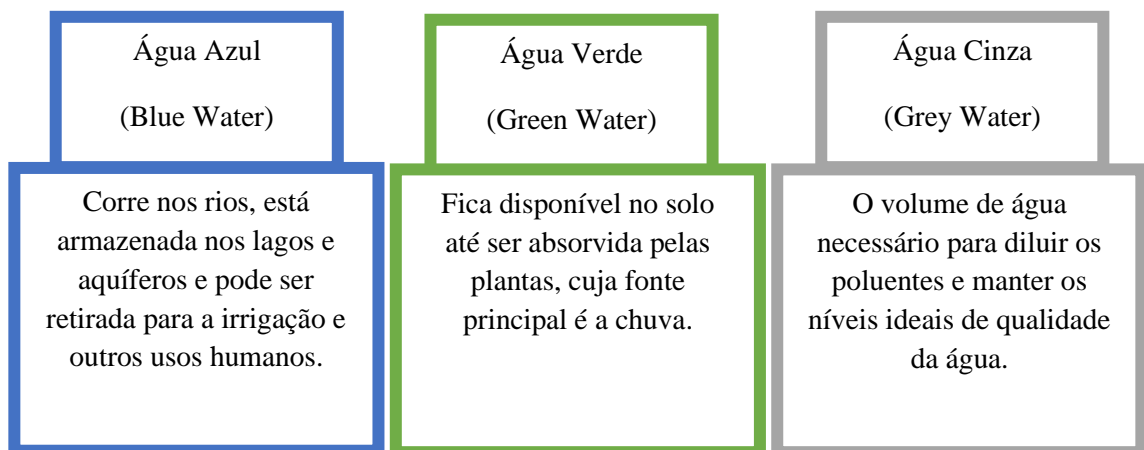 Água Azul
(Blue Water)
Corre nos rios, está
armazenada nos lagos e
aquíferos e pode ser
retirada para a irrigação e
outros usos humanos.
Água Verde
(Green Water)
Fica disponível no solo
até ser absorvida pelas
plantas, cuja fonte
principal é a chuva.
Água Cinza
(Grey Water)
O volume de água
necessário para diluir os
poluentes e manter os
níveis ideais de qualidade
da água.